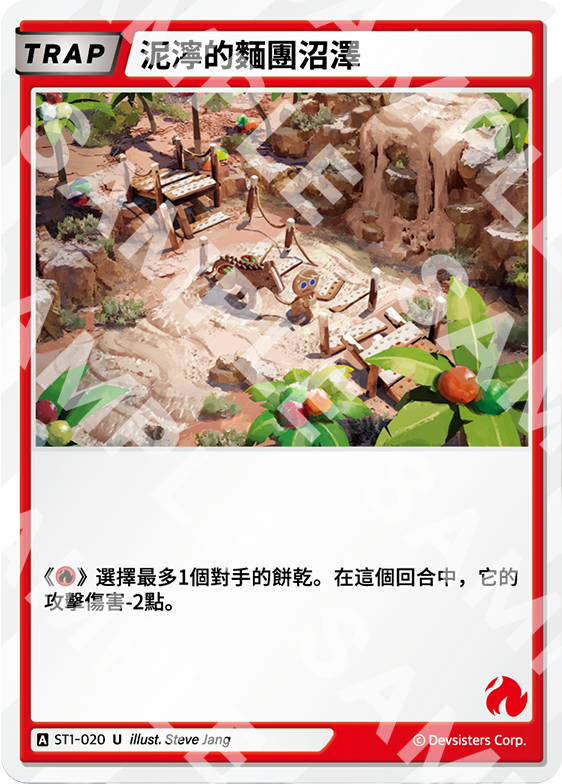 TRAP
泥濘的麵團沼澤
《》選擇最多1個對手的餅乾。在這個回合中，它的
攻擊傷害-2點。
A ST1-020 U illust. Steve Jang
© Devsisters Corp.
SAMPLE